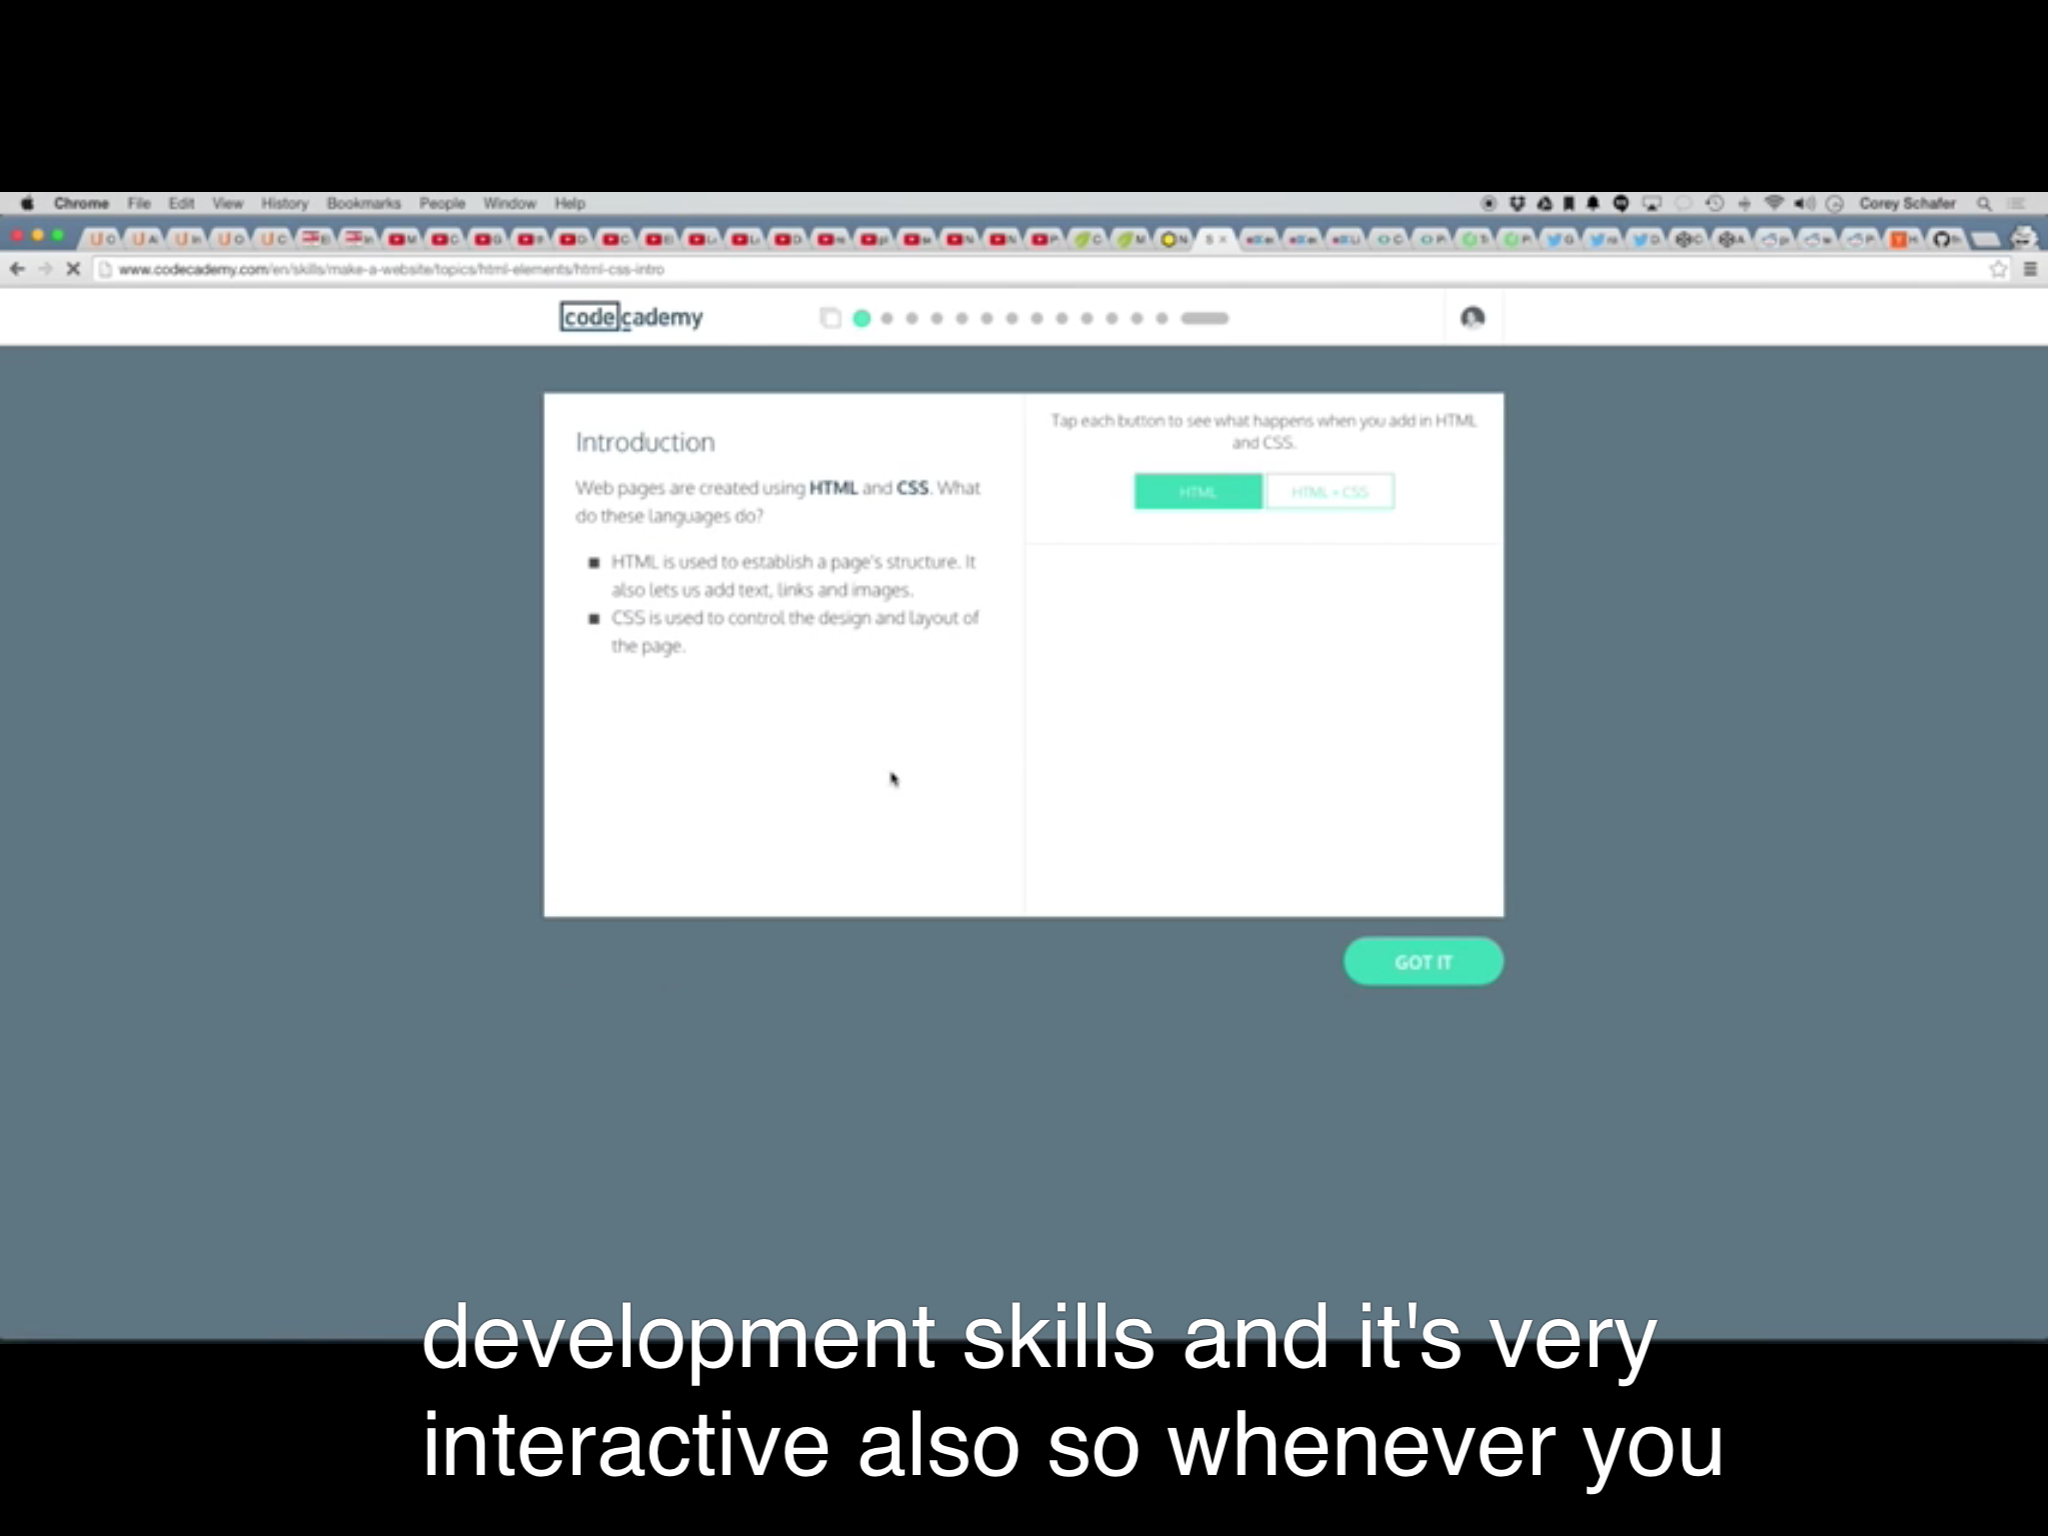 Chrome File Edit View History Bookmarks People Window Help Corey Schafer
www.codecademy.com/en/skills/make-a-website/topics/html-elements/html-css-intro
codecademy
Introduction
Web pages are created using HTML and CSS. What
do these languages do?
HTML is used to establish a page's structure. It
also lets us add text, links and images.
CSS is used to control the design and layout of
the page.
Tap each button to see what happens when you add in HTML
and CSS.
HTML HTML + CSS
GOT IT
development skills and it's very
interactive also so whenever you